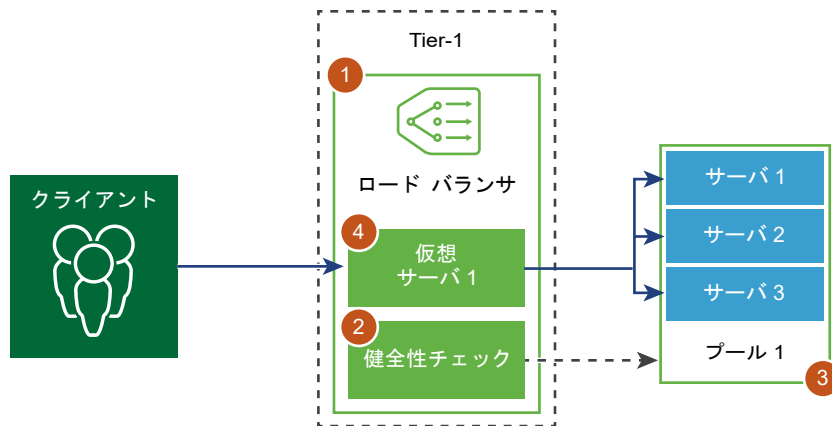 Tier-1
1
ロード バランサ
クライアント
4
仮想
サーバ 1
2
健全性チェック
サーバ 1
サーバ 2
サーバ 3
プール 1
3